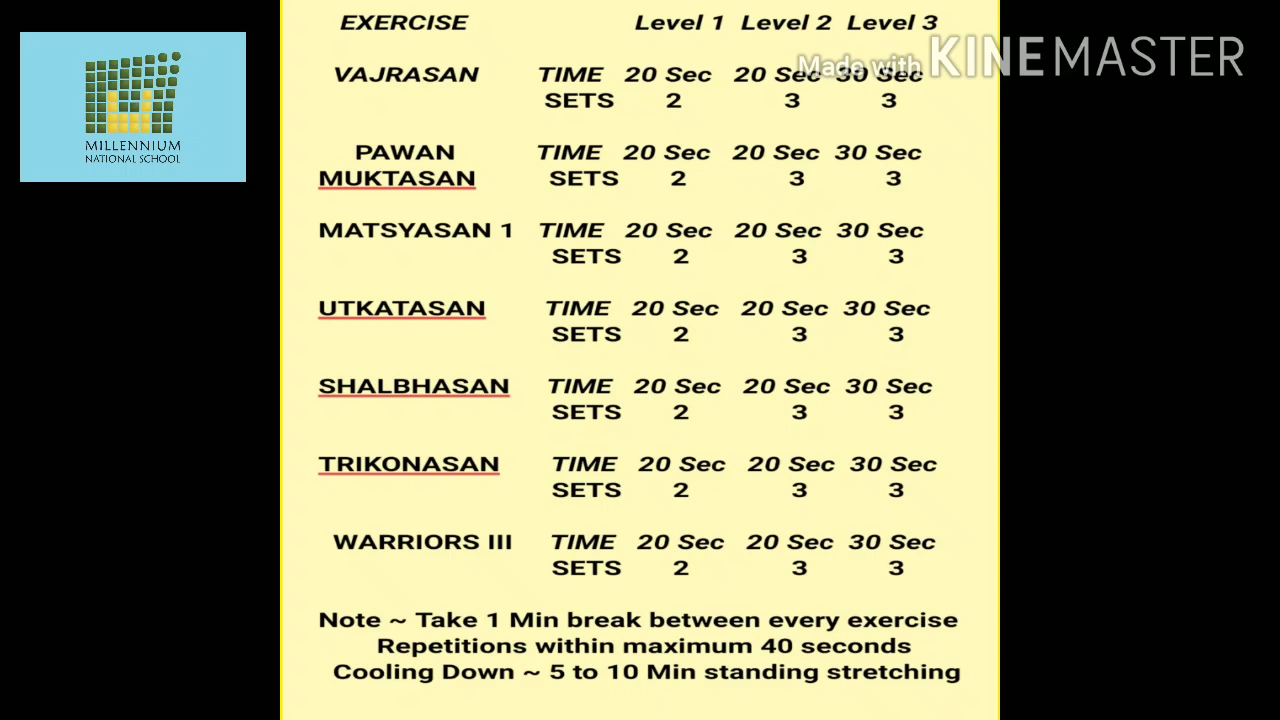 MILLENNIUM
NATIONAL SCHOOL
Made with KINEMASTER
EXERCISE Level 1 Level 2 Level 3
VAJRASAN TIME 20 Sec 20 Sec 30 Sec
SETS 2 3 3
PAWAN TIME 20 Sec 20 Sec 30 Sec
MUKTASAN SETS 2 3 3
MATSYASAN 1 TIME 20 Sec 20 Sec 30 Sec
SETS 2 3 3
UTKATASAN TIME 20 Sec 20 Sec 30 Sec
SETS 2 3 3
SHALBHASAN TIME 20 Sec 20 Sec 30 Sec
SETS 2 3 3
TRIKONASAN TIME 20 Sec 20 Sec 30 Sec
SETS 2 3 3
WARRIORS III TIME 20 Sec 20 Sec 30 Sec
SETS 2 3 3
Note ~ Take 1 Min break between every exercise
Repetitions within maximum 40 seconds
Cooling Down ~ 5 to 10 Min standing stretching